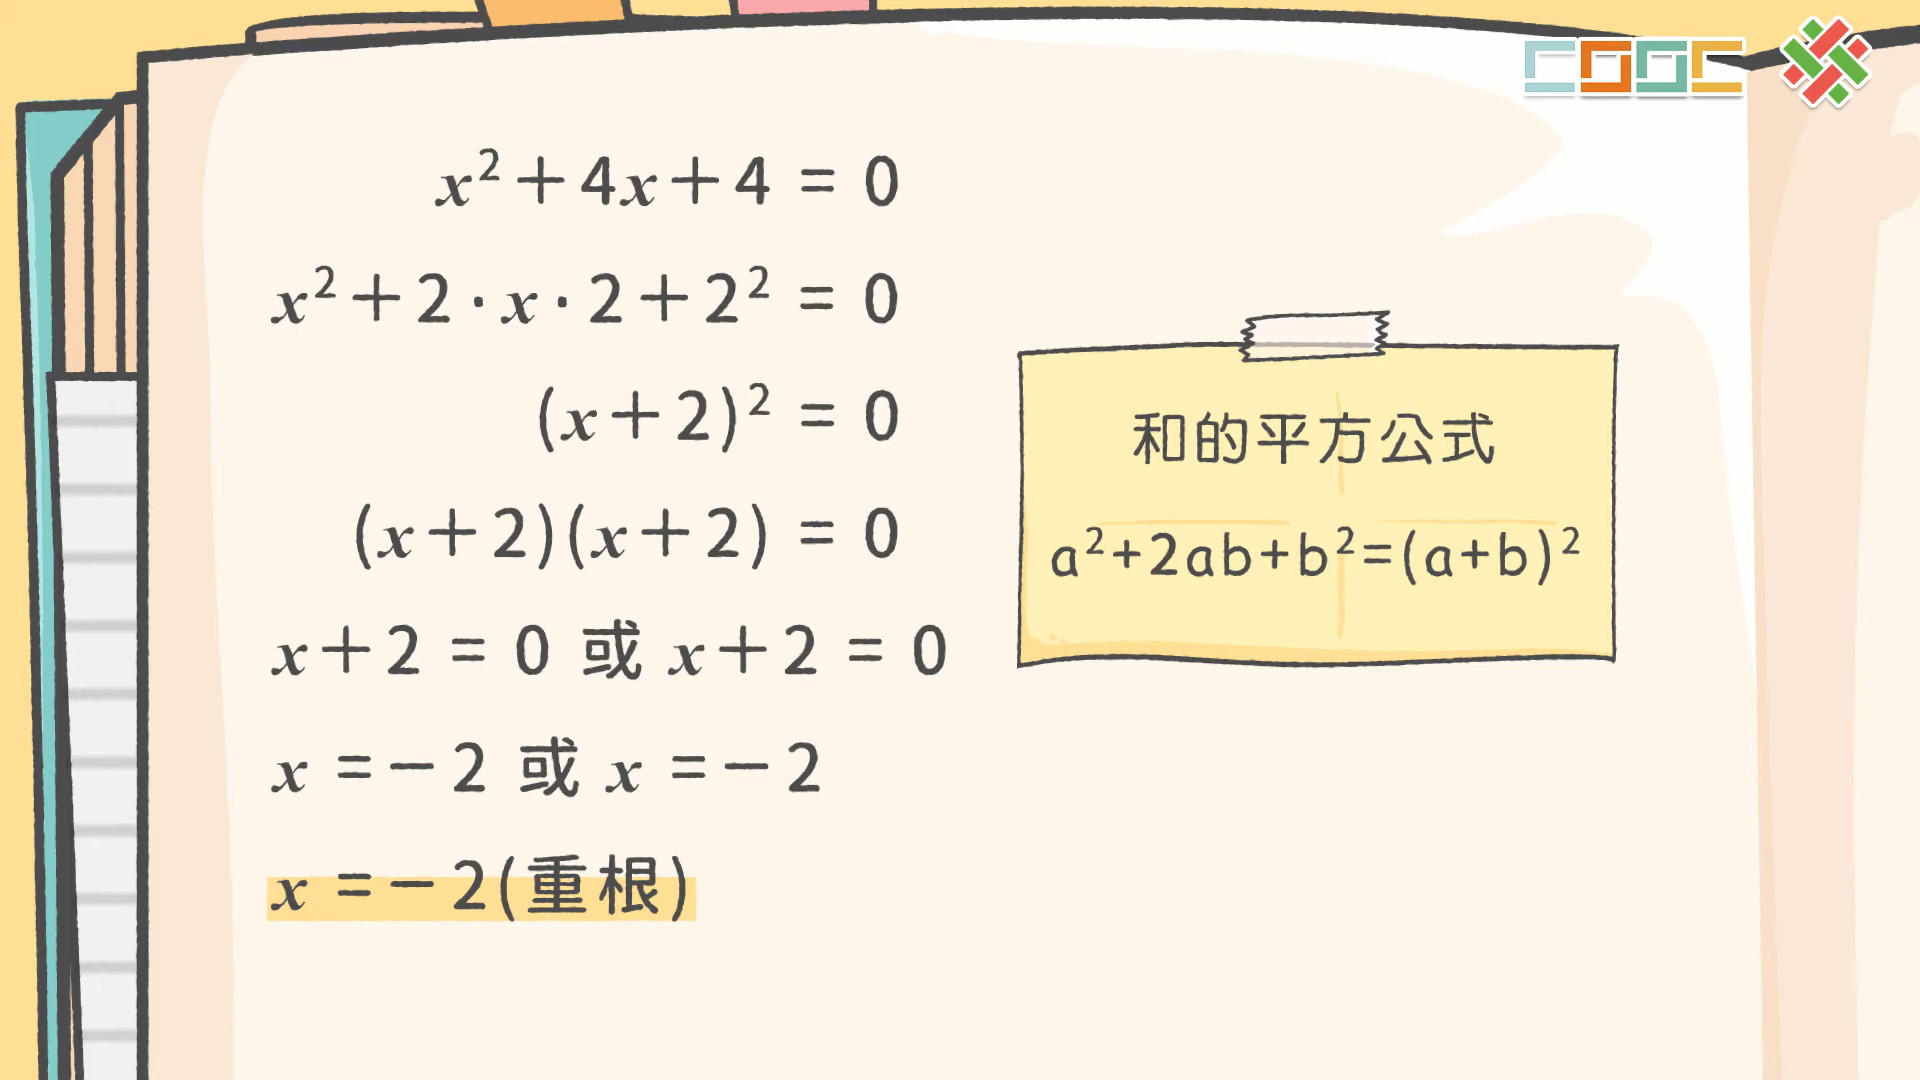 x²+4x+4 = 0
x²+2·x·2+2² = 0
(x+2)² = 0
(x+2)(x+2) = 0
x+2 = 0 或 x+2 = 0
x =−2 或 x =−2
x =−2(重根)
和的平方公式
a²+2ab+b²=(a+b)²
COOC